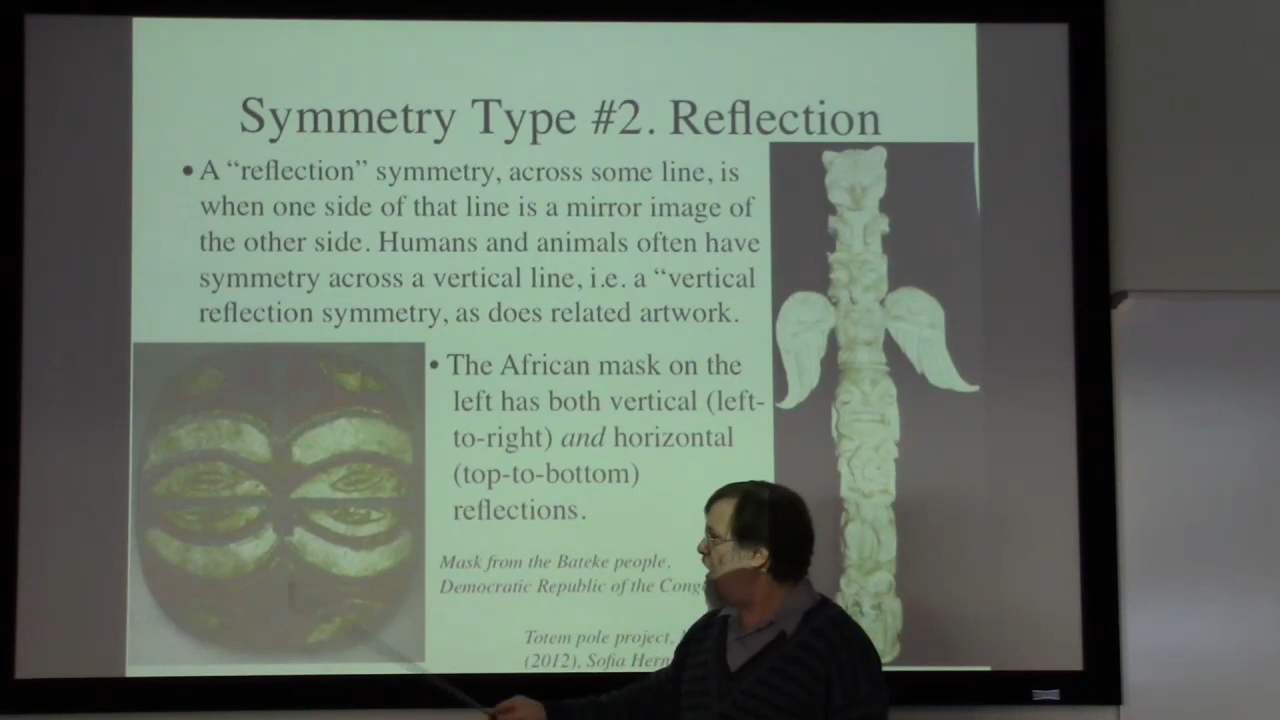 Symmetry Type #2. Reflection
• A “reflection” symmetry, across some line, is
when one side of that line is a mirror image of
the other side. Humans and animals often have
symmetry across a vertical line, i.e. a “vertical
reflection symmetry, as does related artwork.
• The African mask on the
left has both vertical (left-
to-right) and horizontal
(top-to-bottom)
reflections.
Mask from the Bateke people,
Democratic Republic of the
Totem pole project,
(2012), Sofia